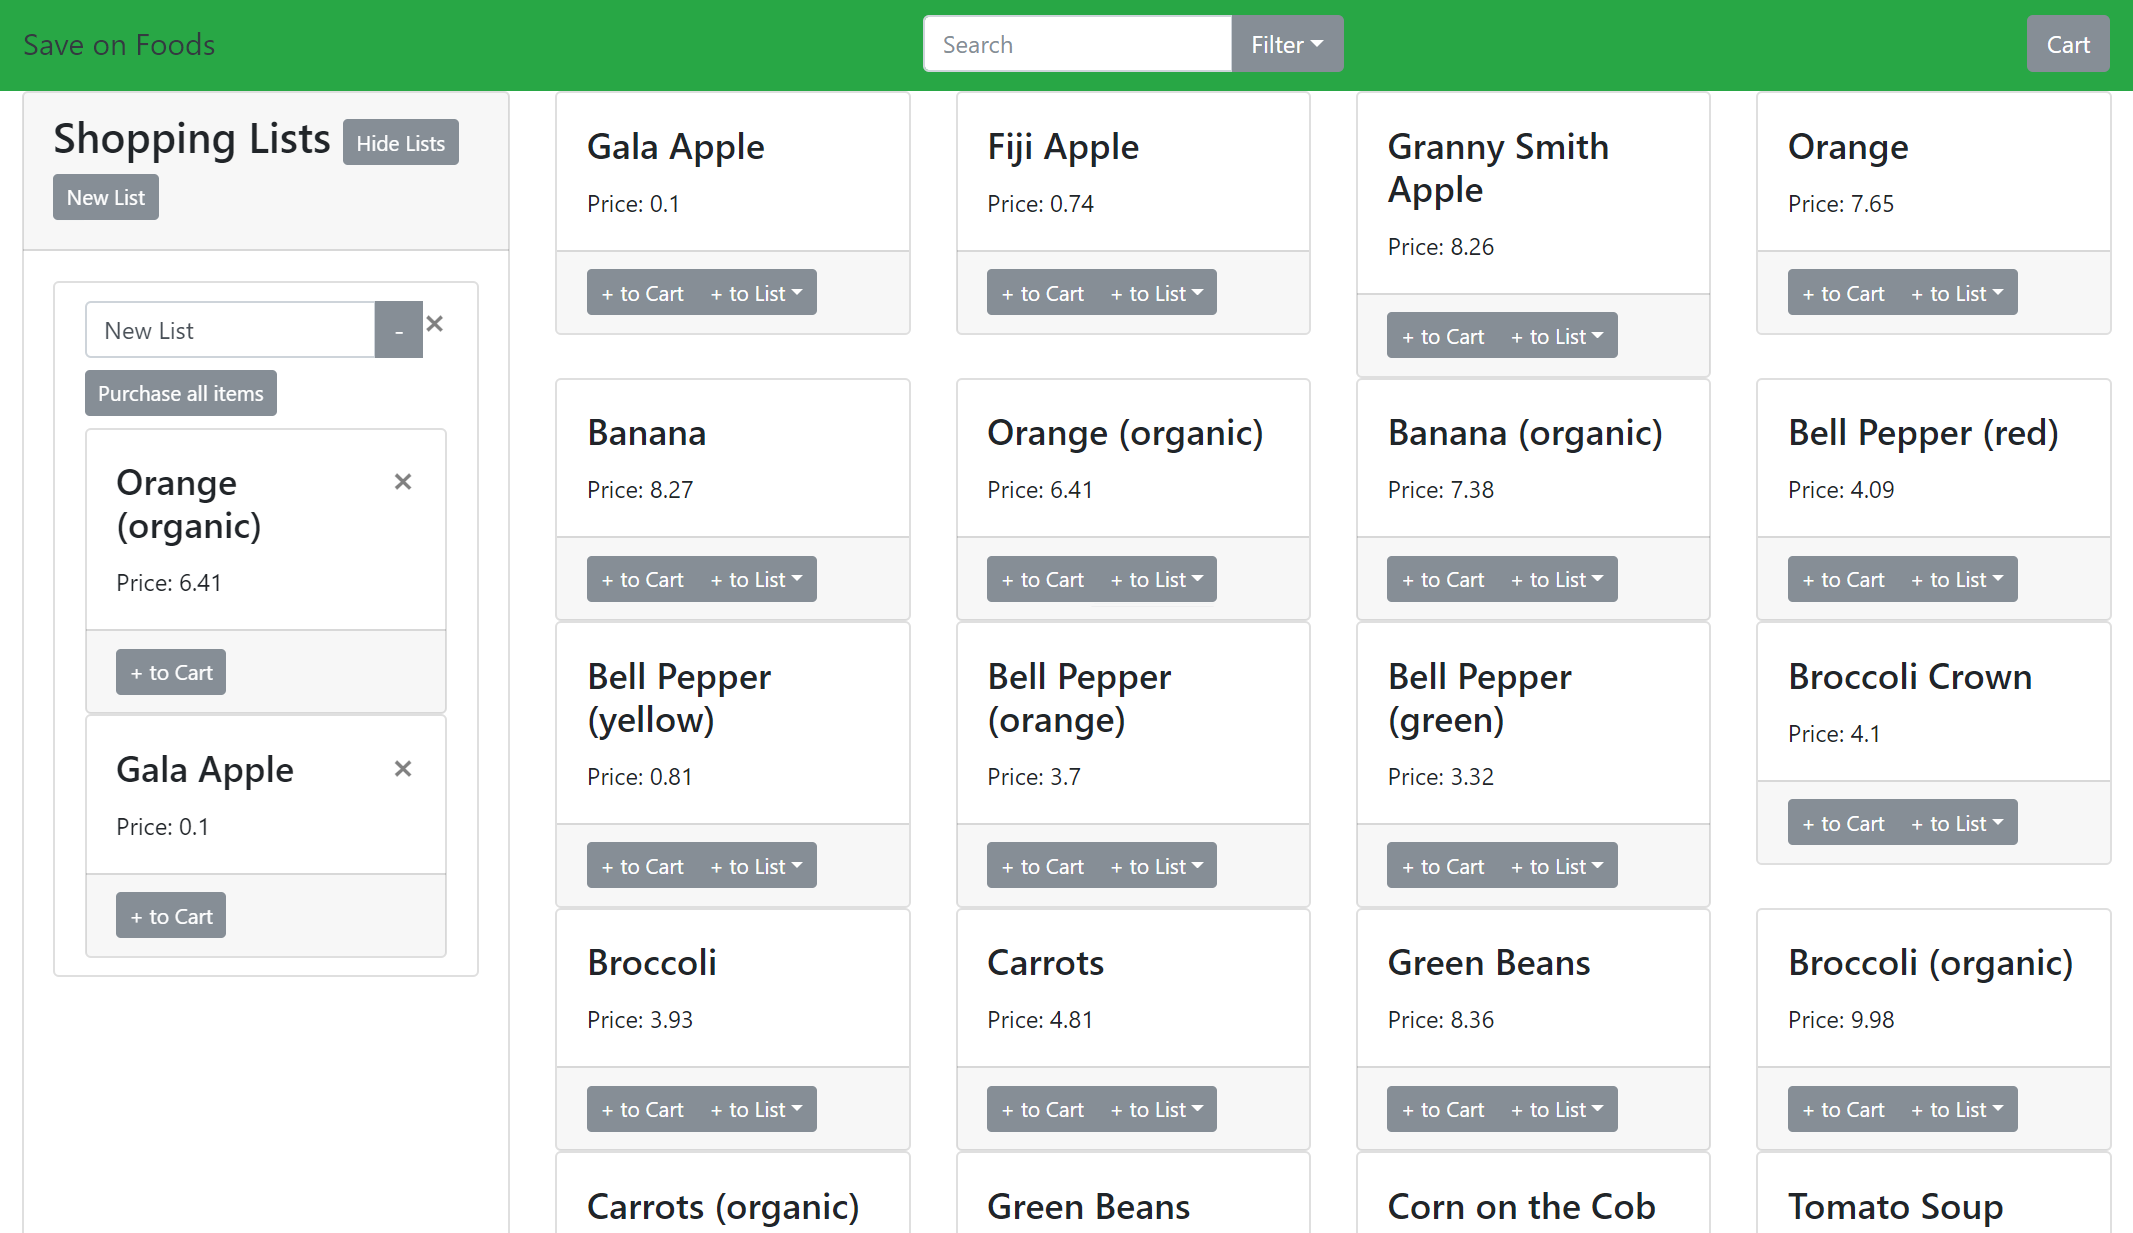 Save on Foods
Search
Filter
Cart
Shopping Lists
Hide Lists
New List
New List
-
×
Purchase all items
Orange
(organic)
×
Price: 6.41
+ to Cart
Gala Apple
×
Price: 0.1
+ to Cart
Gala Apple
Price: 0.1
+ to Cart
+ to List
Fiji Apple
Price: 0.74
+ to Cart
+ to List
Granny Smith
Apple
Price: 8.26
+ to Cart
+ to List
Orange
Price: 7.65
+ to Cart
+ to List
Banana
Price: 8.27
+ to Cart
+ to List
Orange (organic)
Price: 6.41
+ to Cart
+ to List
Banana (organic)
Price: 7.38
+ to Cart
+ to List
Bell Pepper (red)
Price: 4.09
+ to Cart
+ to List
Bell Pepper
(yellow)
Price: 0.81
+ to Cart
+ to List
Bell Pepper
(orange)
Price: 3.7
+ to Cart
+ to List
Bell Pepper
(green)
Price: 3.32
+ to Cart
+ to List
Broccoli Crown
Price: 4.1
+ to Cart
+ to List
Broccoli
Price: 3.93
+ to Cart
+ to List
Carrots
Price: 4.81
+ to Cart
+ to List
Green Beans
Price: 8.36
+ to Cart
+ to List
Broccoli (organic)
Price: 9.98
+ to Cart
+ to List
Carrots (organic)
Green Beans
Corn on the Cob
Tomato Soup